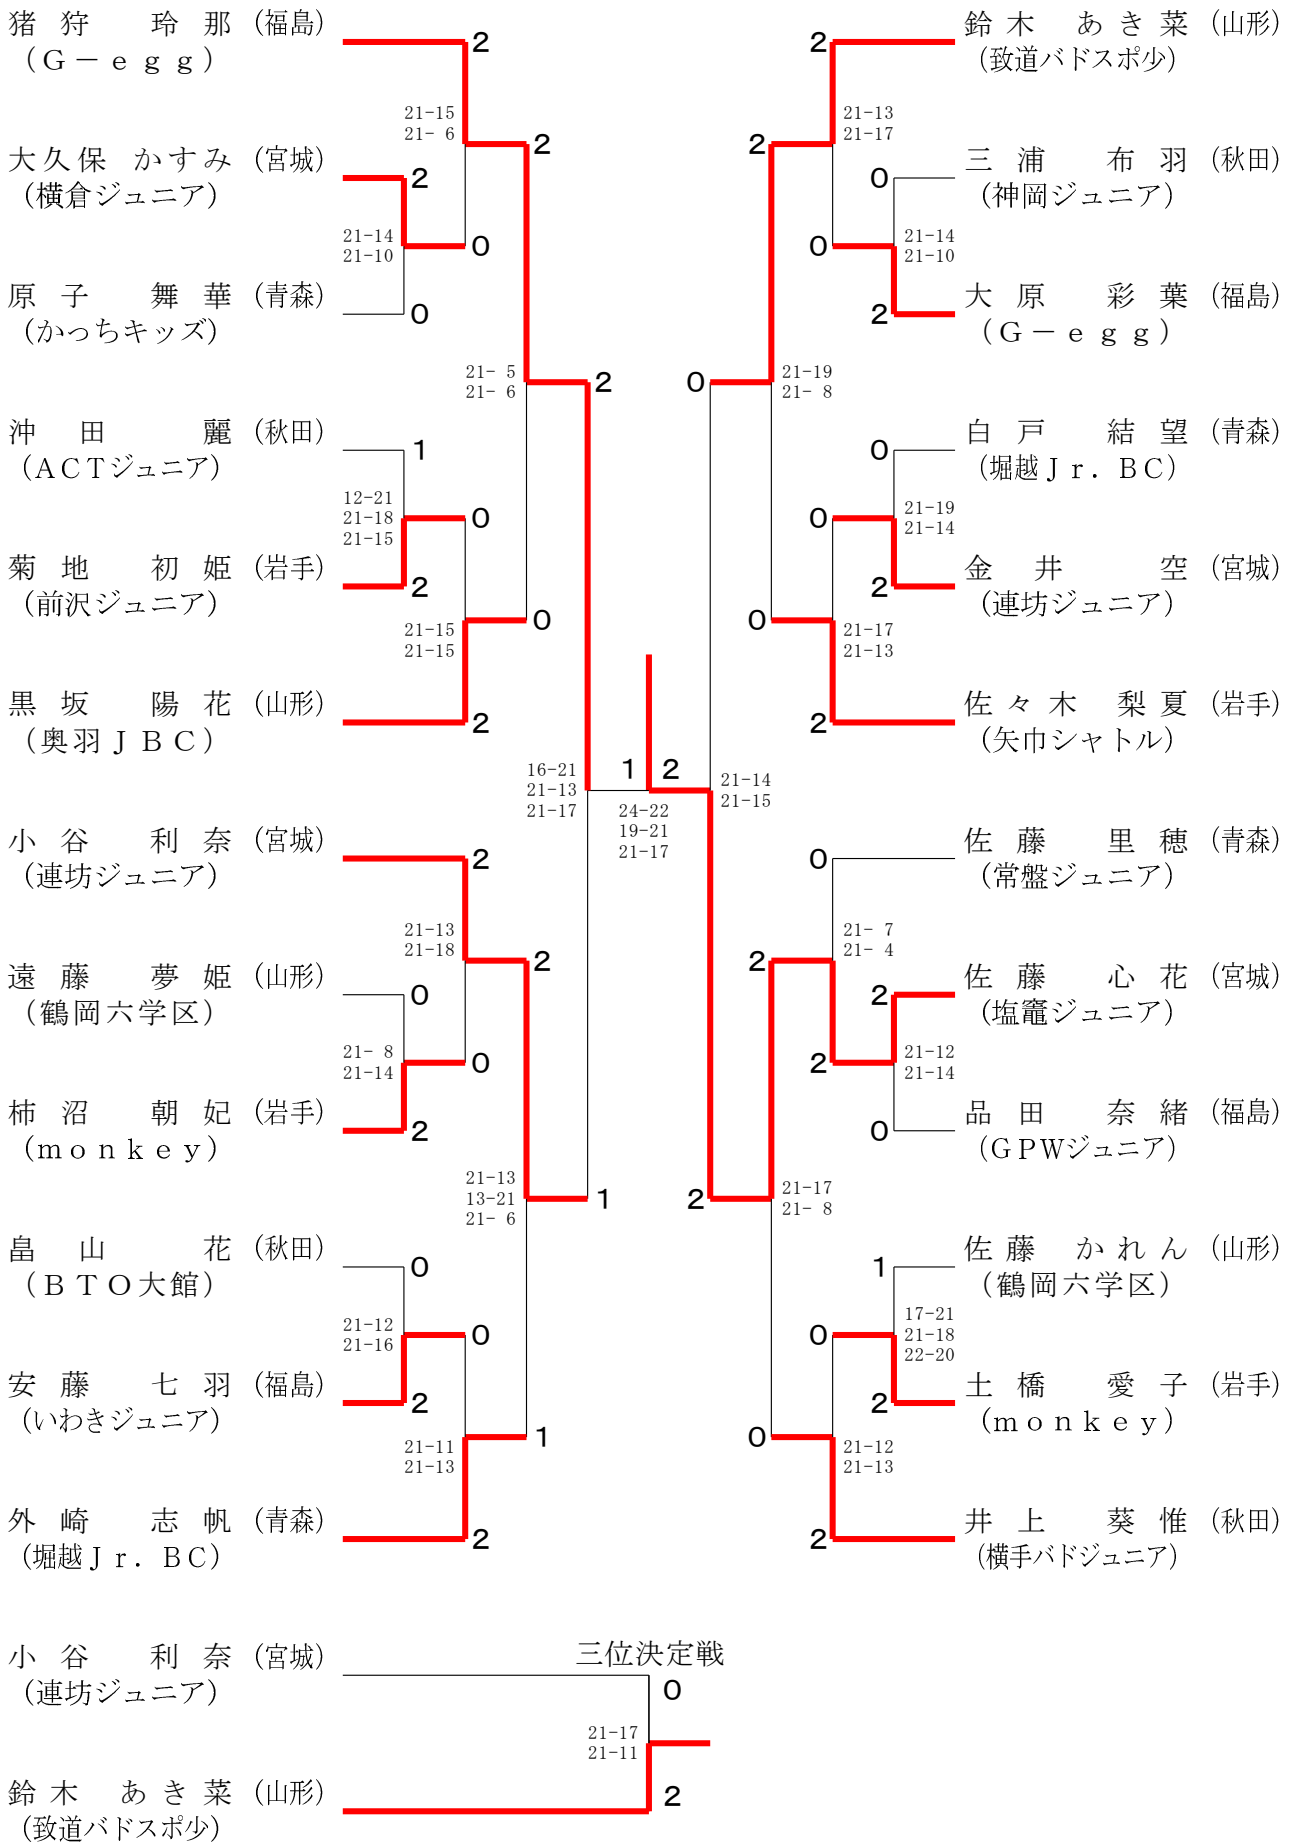 猪狩 玲那 (福島)
(G－egg)
2
21-15
21- 6
大久保 かすみ (宮城)
(横倉ジュニア)
2
2
21-14
21-10
0
原子 舞華 (青森)
(かっちキッズ)
0
21- 5
21- 6
2
沖田 麗 (秋田)
(ACTジュニア)
1
12-21
21-18
21-15
0
菊地 初姫 (岩手)
(前沢ジュニア)
2
21-15
21-15
0
黒坂 陽花 (山形)
(奥羽JBC)
2
16-21
21-13
21-17
小谷 利奈 (宮城)
(連坊ジュニア)
2
21-13
21-18
2
遠藤 夢姫 (山形)
(鶴岡六学区)
0
21- 8
21-14
0
柿沼 朝妃 (岩手)
(monkey)
2
21-13
13-21
21- 6
1
畠山 花 (秋田)
(BTO大館)
0
21-12
21-16
0
安藤 七羽 (福島)
(いわきジュニア)
2
21-11
21-13
1
外崎 志帆 (青森)
(堀越Jr．BC)
2
1 2
24-22
19-21
21-17
2 鈴木 あき菜 (山形)
(致道バドスポ少)
21-13
21-17
2
0 三浦 布羽 (秋田)
(神岡ジュニア)
0
21-14
21-10
2 大原 彩葉 (福島)
(G－egg)
0
21-19
21- 8
0 白戸 結望 (青森)
(堀越Jr．BC)
0
21-19
21-14
2 金井 空 (宮城)
(連坊ジュニア)
0
21-17
21-13
2 佐々木 梨夏 (岩手)
(矢巾シャトル)
21-14
21-15
0 佐藤 里穂 (青森)
(常盤ジュニア)
21- 7
21- 4
2
2 佐藤 心花 (宮城)
(塩竈ジュニア)
2
21-12
21-14
0 品田 奈緒 (福島)
(GPWジュニア)
2
21-17
21- 8
1 佐藤 かれん (山形)
(鶴岡六学区)
17-21
21-18
22-20
0
2 土橋 愛子 (岩手)
(monkey)
0
21-12
21-13
2 井上 葵惟 (秋田)
(横手バドジュニア)
三位決定戦
小谷 利奈 (宮城)
(連坊ジュニア)
0
21-17
21-11
鈴木 あき菜 (山形)
(致道バドスポ少)
2